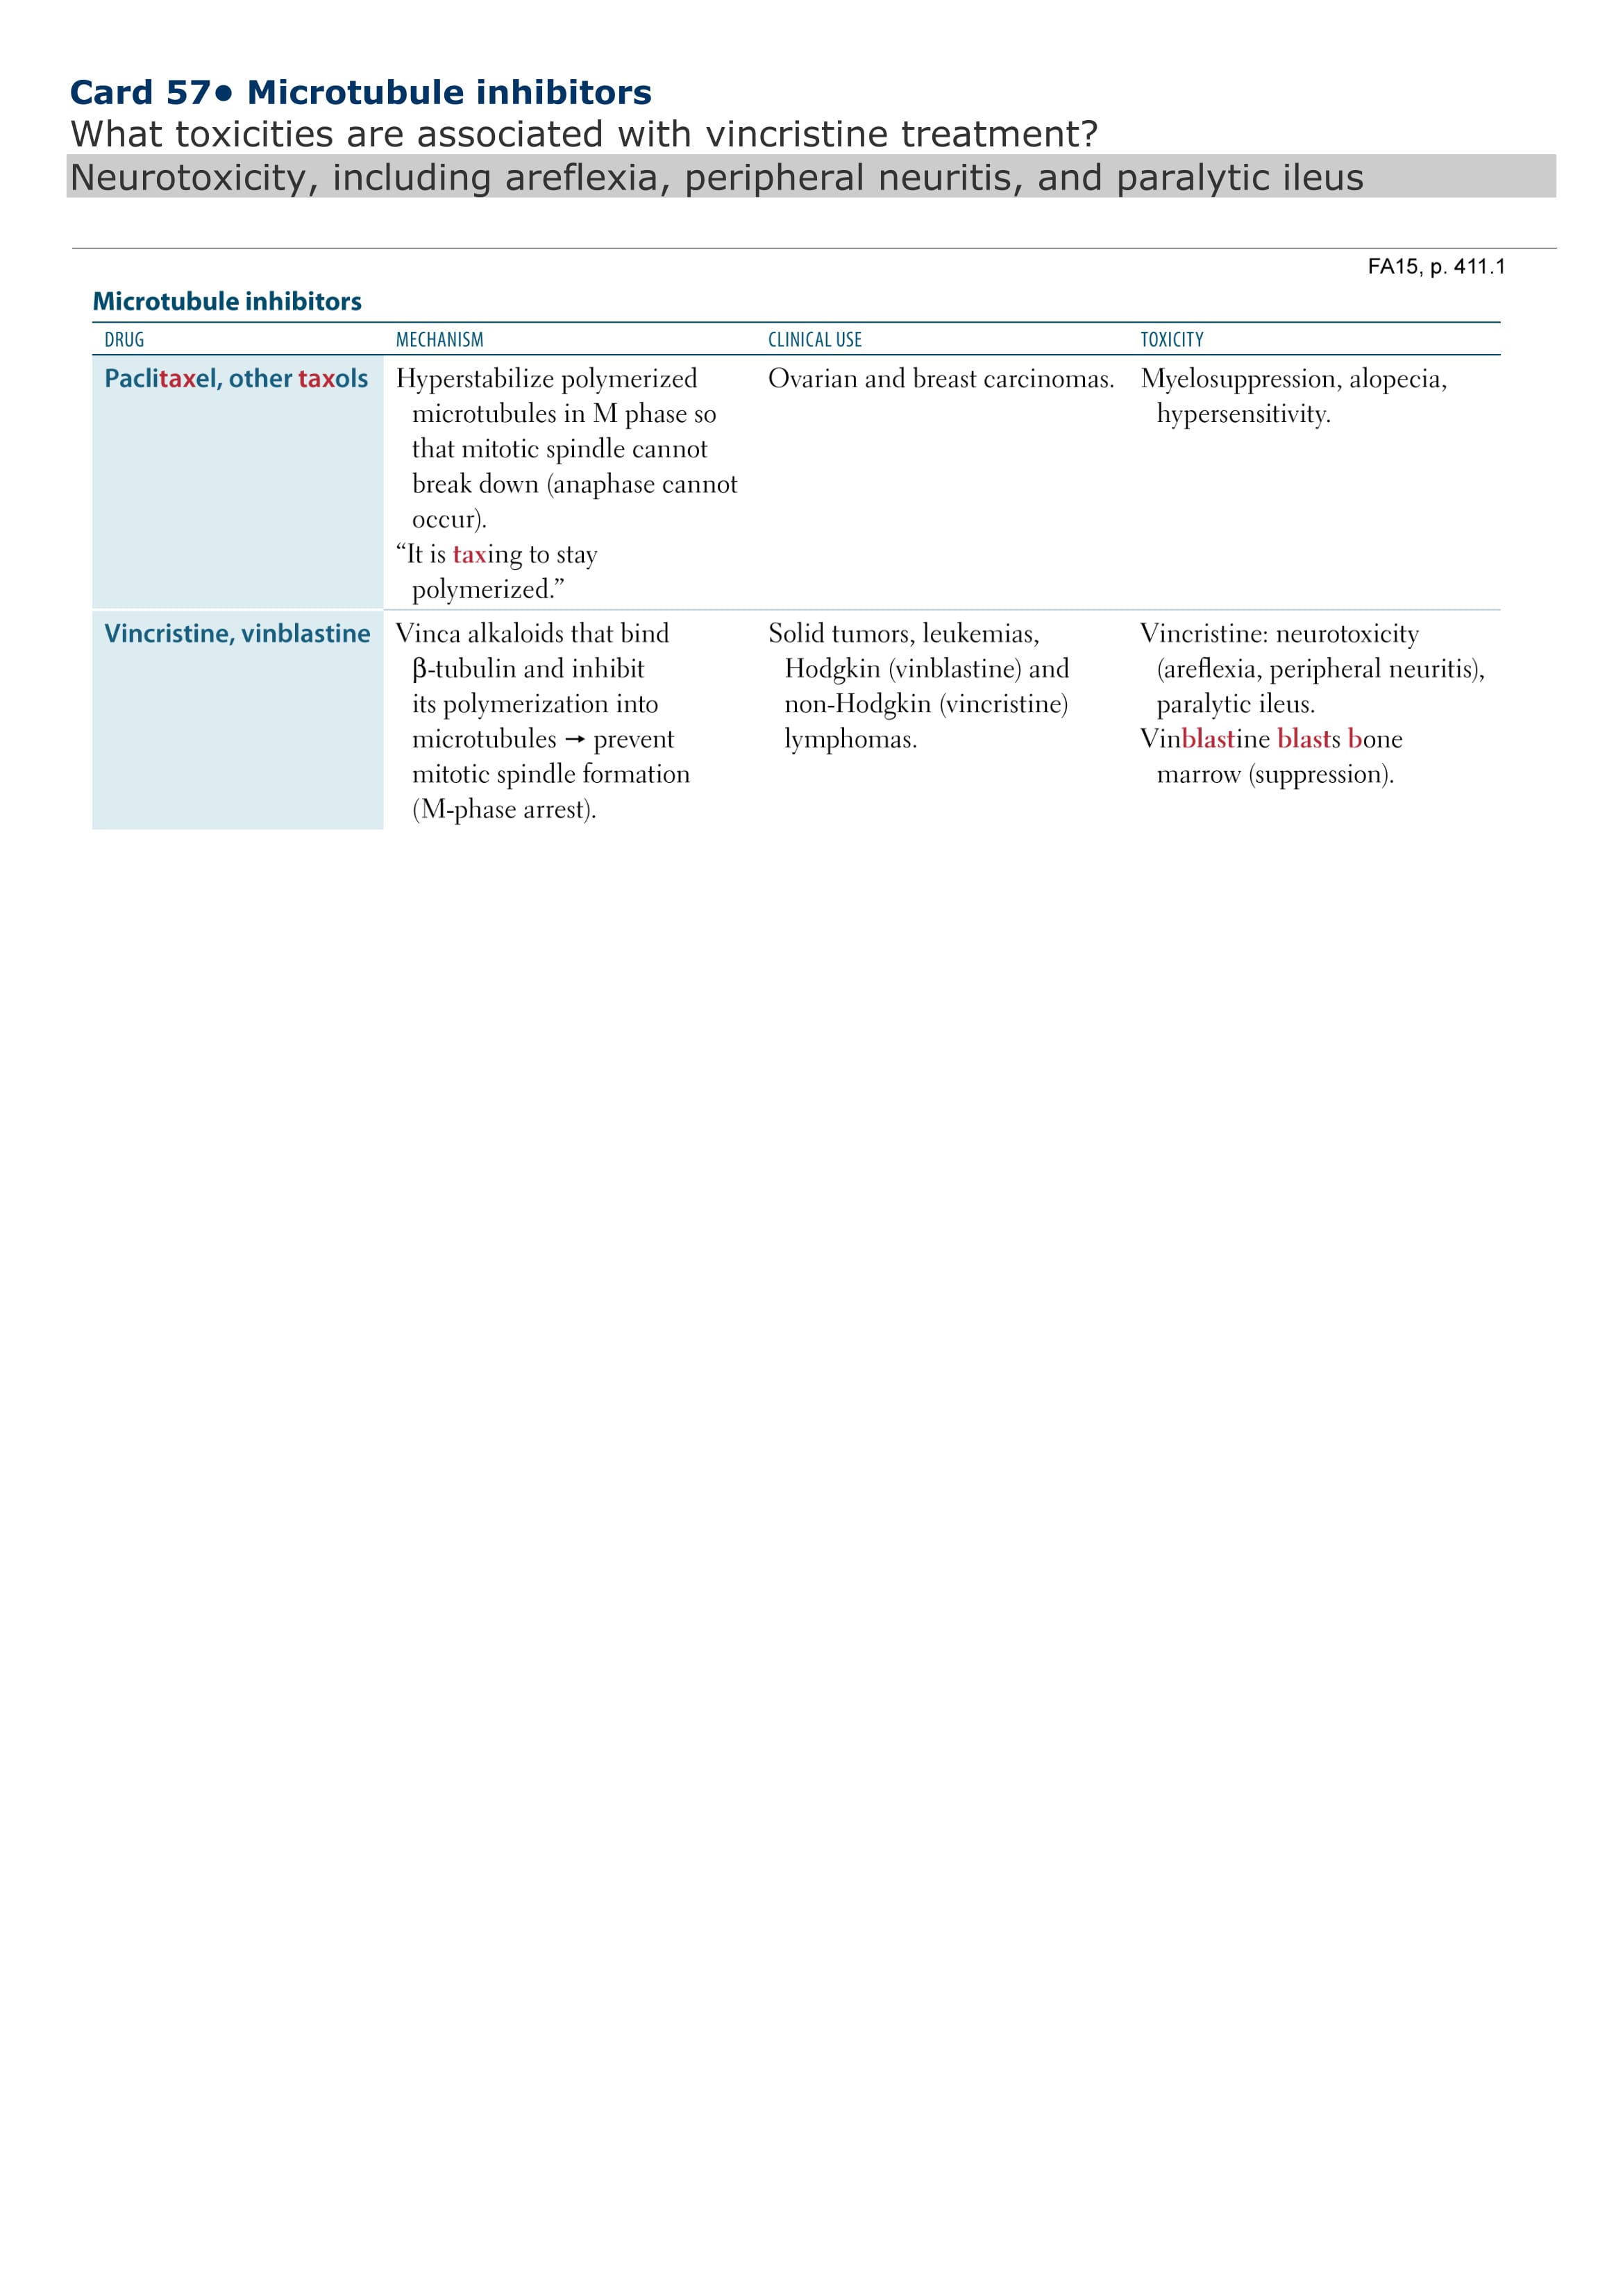 Card 57● Microtubule inhibitors
What toxicities are associated with vincristine treatment?
Neurotoxicity, including areflexia, peripheral neuritis, and paralytic ileus
FA15, p. 411.1
Microtubule inhibitors
DRUG MECHANISM CLINICAL USE TOXICITY
Paclitaxel, other taxols
Hyperstabilize polymerized
microtubules in M phase so
that mitotic spindle cannot
break down (anaphase cannot
occur).
“It is taxing to stay
polymerized.”
Ovarian and breast carcinomas.
Myelosuppression, alopecia,
hypersensitivity.
Vincristine, vinblastine
Vinca alkaloids that bind
β-tubulin and inhibit
its polymerization into
microtubules → prevent
mitotic spindle formation
(M-phase arrest).
Solid tumors, leukemias,
Hodgkin (vinblastine) and
non-Hodgkin (vincristine)
lymphomas.
Vincristine: neurotoxicity
(areflexia, peripheral neuritis),
paralytic ileus.
Vinblastine blasts bone
marrow (suppression).